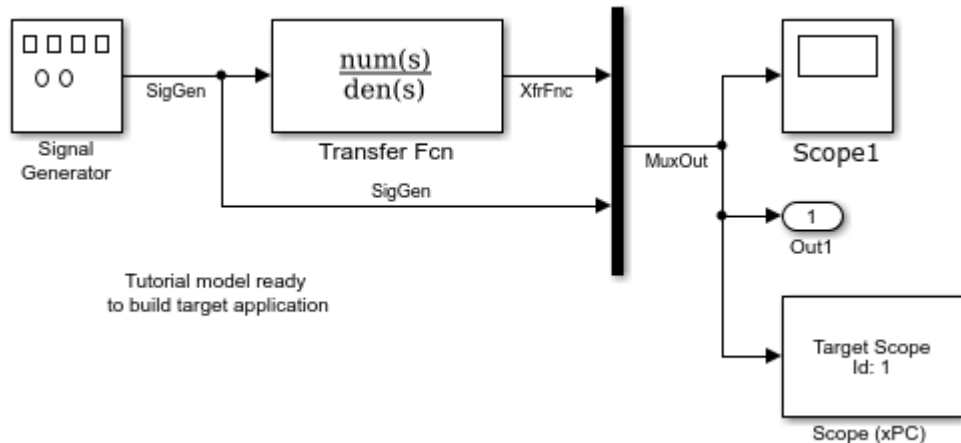 num(s)
den(s)
SigGen
XfrFnc
Signal
Generator
Transfer Fcn
SigGen
MuxOut
Scope1
1
Out1
Tutorial model ready
to build target application
Target Scope
Id: 1
Scope (xPC)